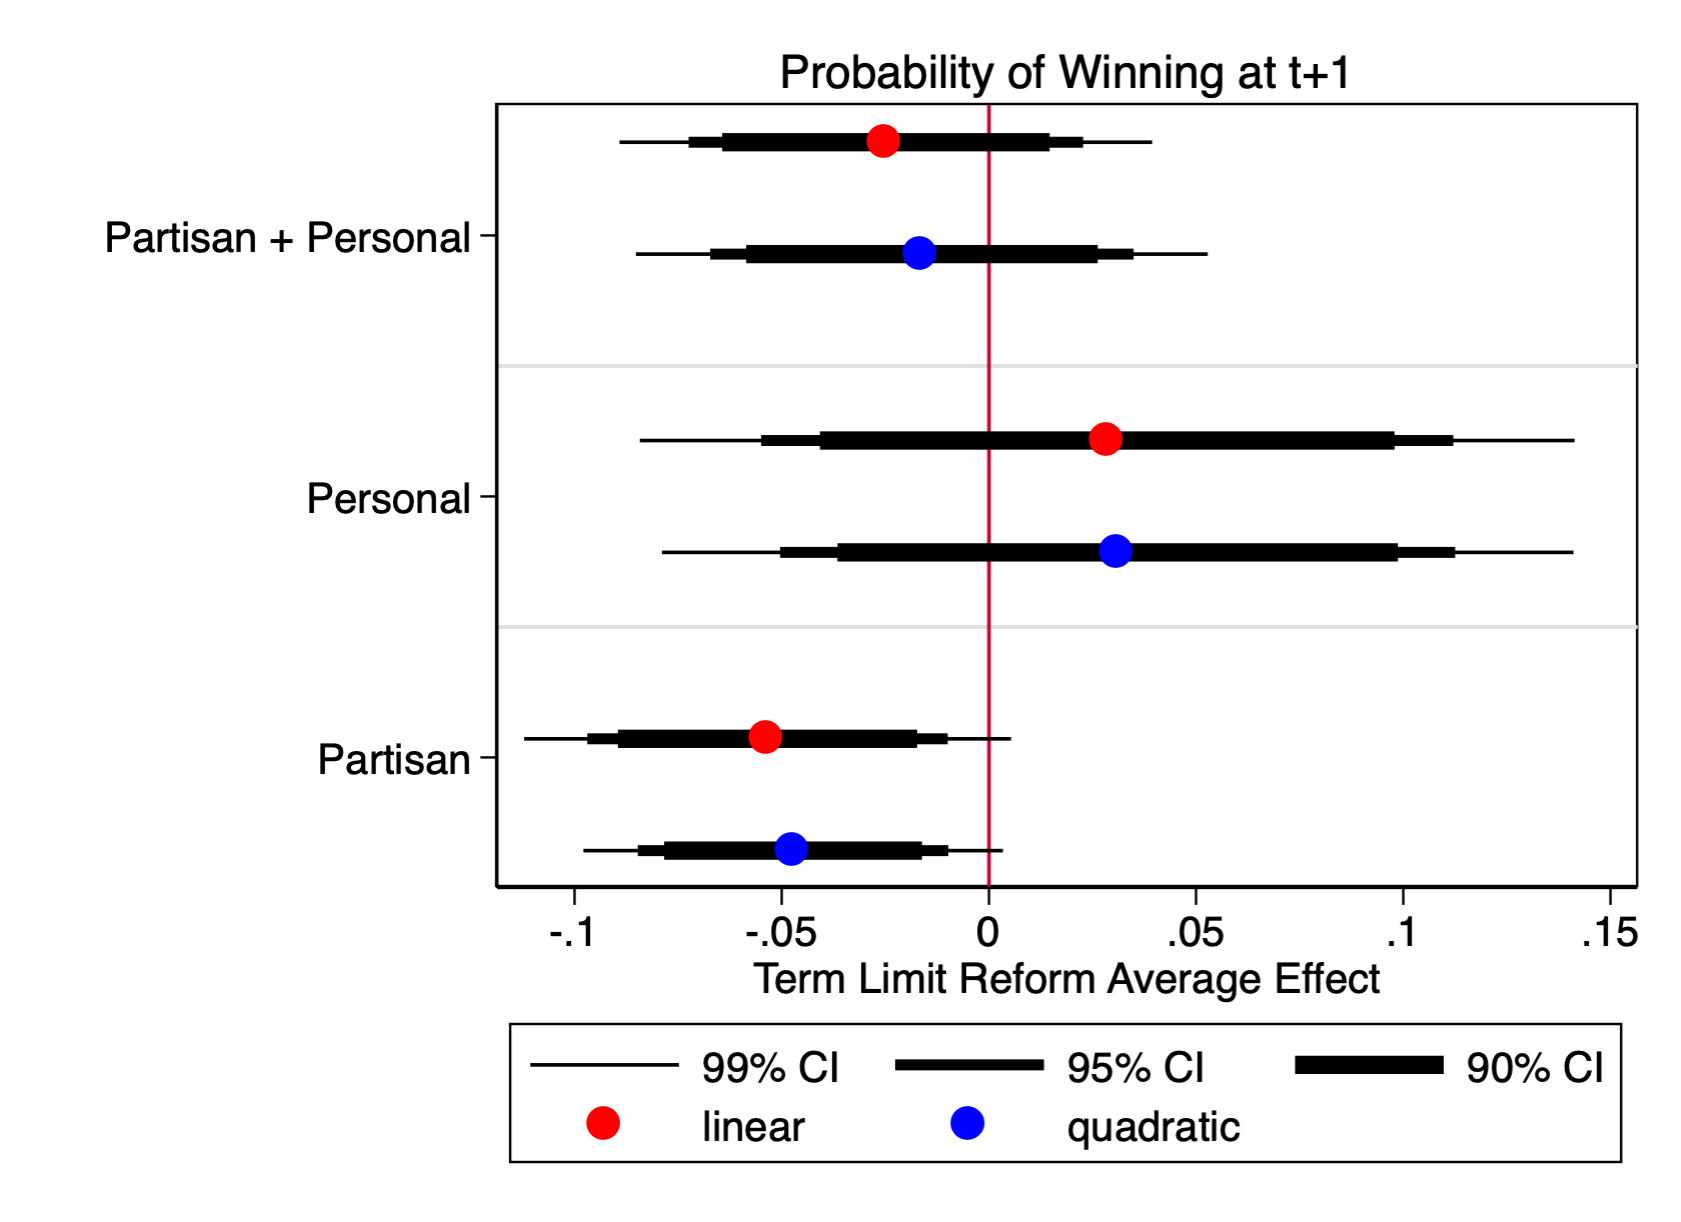 Probability of Winning at t+1
Partisan + Personal
Personal
Partisan
-.1 -.05 0 .05 .1 .15
Term Limit Reform Average Effect
99% CI 95% CI 90% CI
linear quadratic